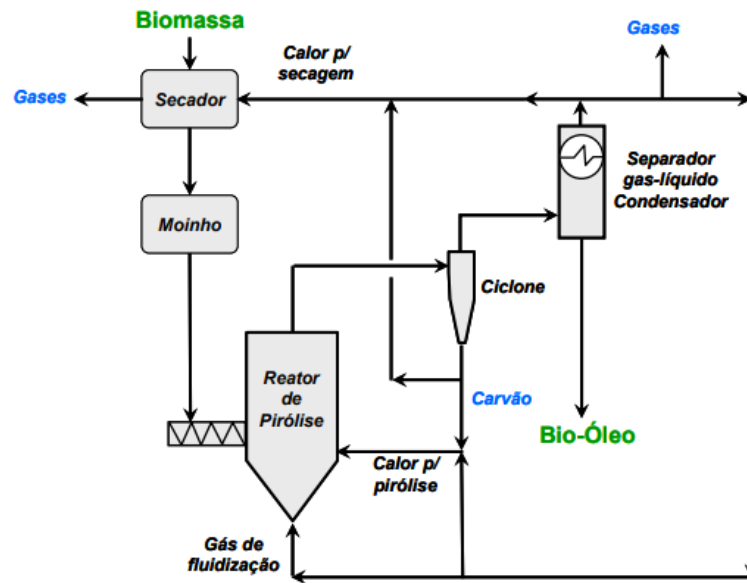 Biomassa
Calor p/
secagem
Gases
Gases
Secador
Separador
gas-líquido
Condensador
Moinho
Ciclone
Reator
de
Pirólise
Carvão
Bio-Óleo
Calor p/
pirólise
Gás de
fluidização